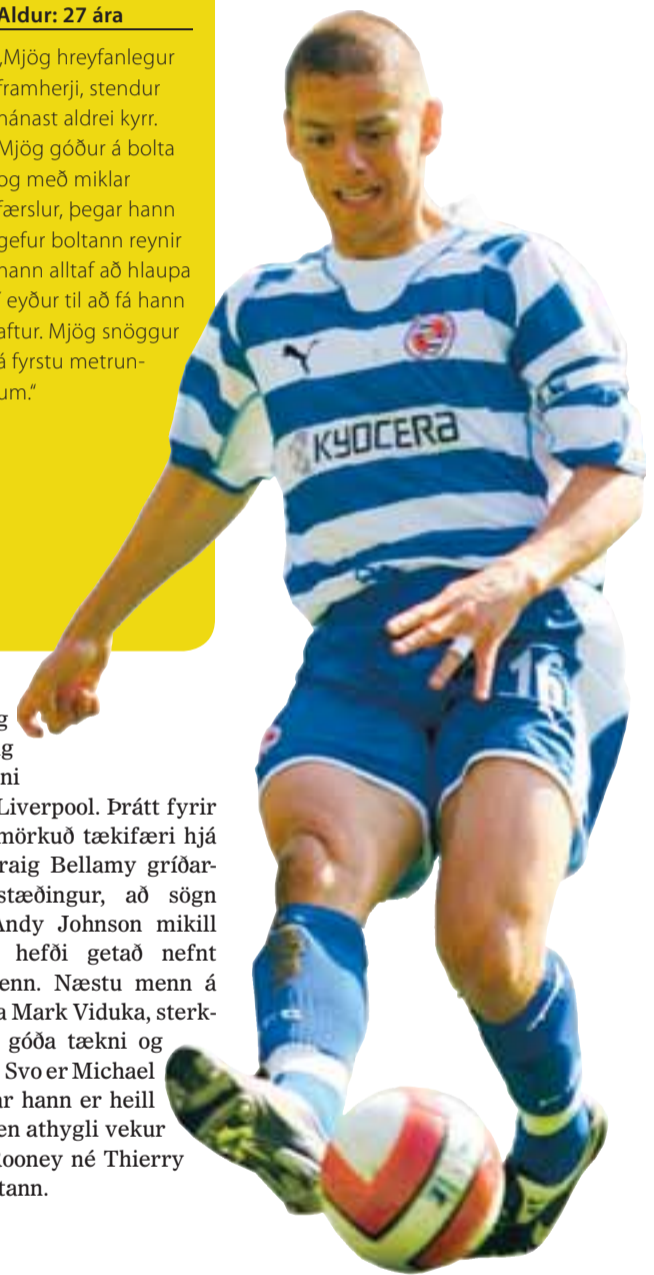 Aldur: 27 ára
„Mjög hreyfanlegur
framherji, stendur
nánast aldrei kyrr.
Mjög góður á bolta
og með miklar
færslur, þegar hann
gefur boltann reynir
hann alltaf að hlaupa
í eyður til að fá hann
aftur. Mjög snöggur
á fyrstu metrun-
um.“
KYOCERA
16
g
g
ni
Liverpool. Þrátt fyrir
mörkuð tækifæri hjá
raig Bellamy gríðar-
stæðingur, að sögn
Andy Johnson mikill
hefði getað nefnt
enn. Næstu menn á
a Mark Viduka, sterk-
góða tækni og
Svo er Michael
ar hann er heill
en athygli vekur
Rooney né Thierry
tann.